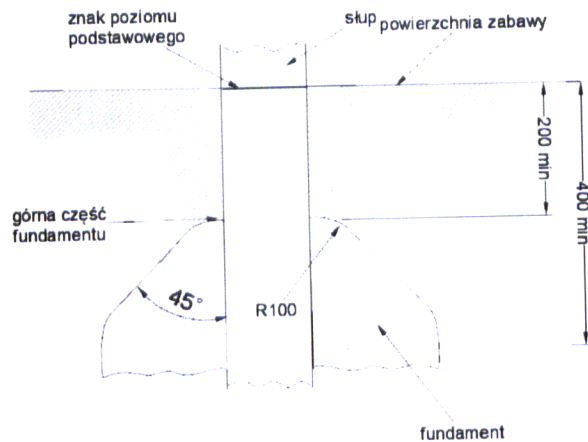 znak poziomu
podstawowego
słup
powierzchnia zabawy
200 min
400 min
górna część
fundamentu
45°
R100
fundament